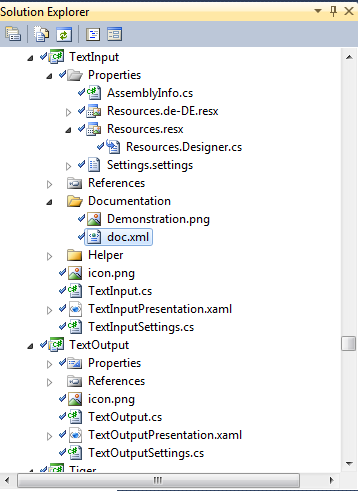 Solution Explorer
TextInput
Properties
AssemblyInfo.cs
Resources.de-DE.resx
Resources.resx
Resources.Designer.cs
Settings.settings
References
Documentation
Demonstration.png
doc.xml
Helper
icon.png
TextInput.cs
TextInputPresentation.xaml
TextInputSettings.cs
TextOutput
Properties
References
icon.png
TextOutput.cs
TextOutputPresentation.xaml
TextOutputSettings.cs
Tiger